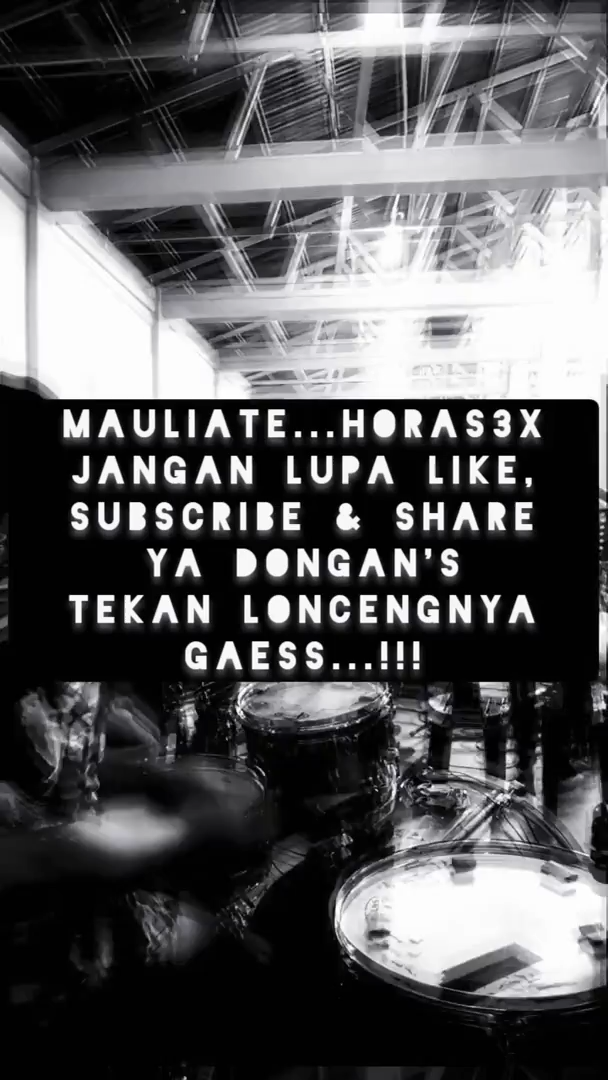 MAULIATE...HORAS3X
JANGAN LUPA LIKE,
SUBSCRIBE & SHARE
YA DONGAN'S
TEKAN LONCENGNYA
GAESS...!!!